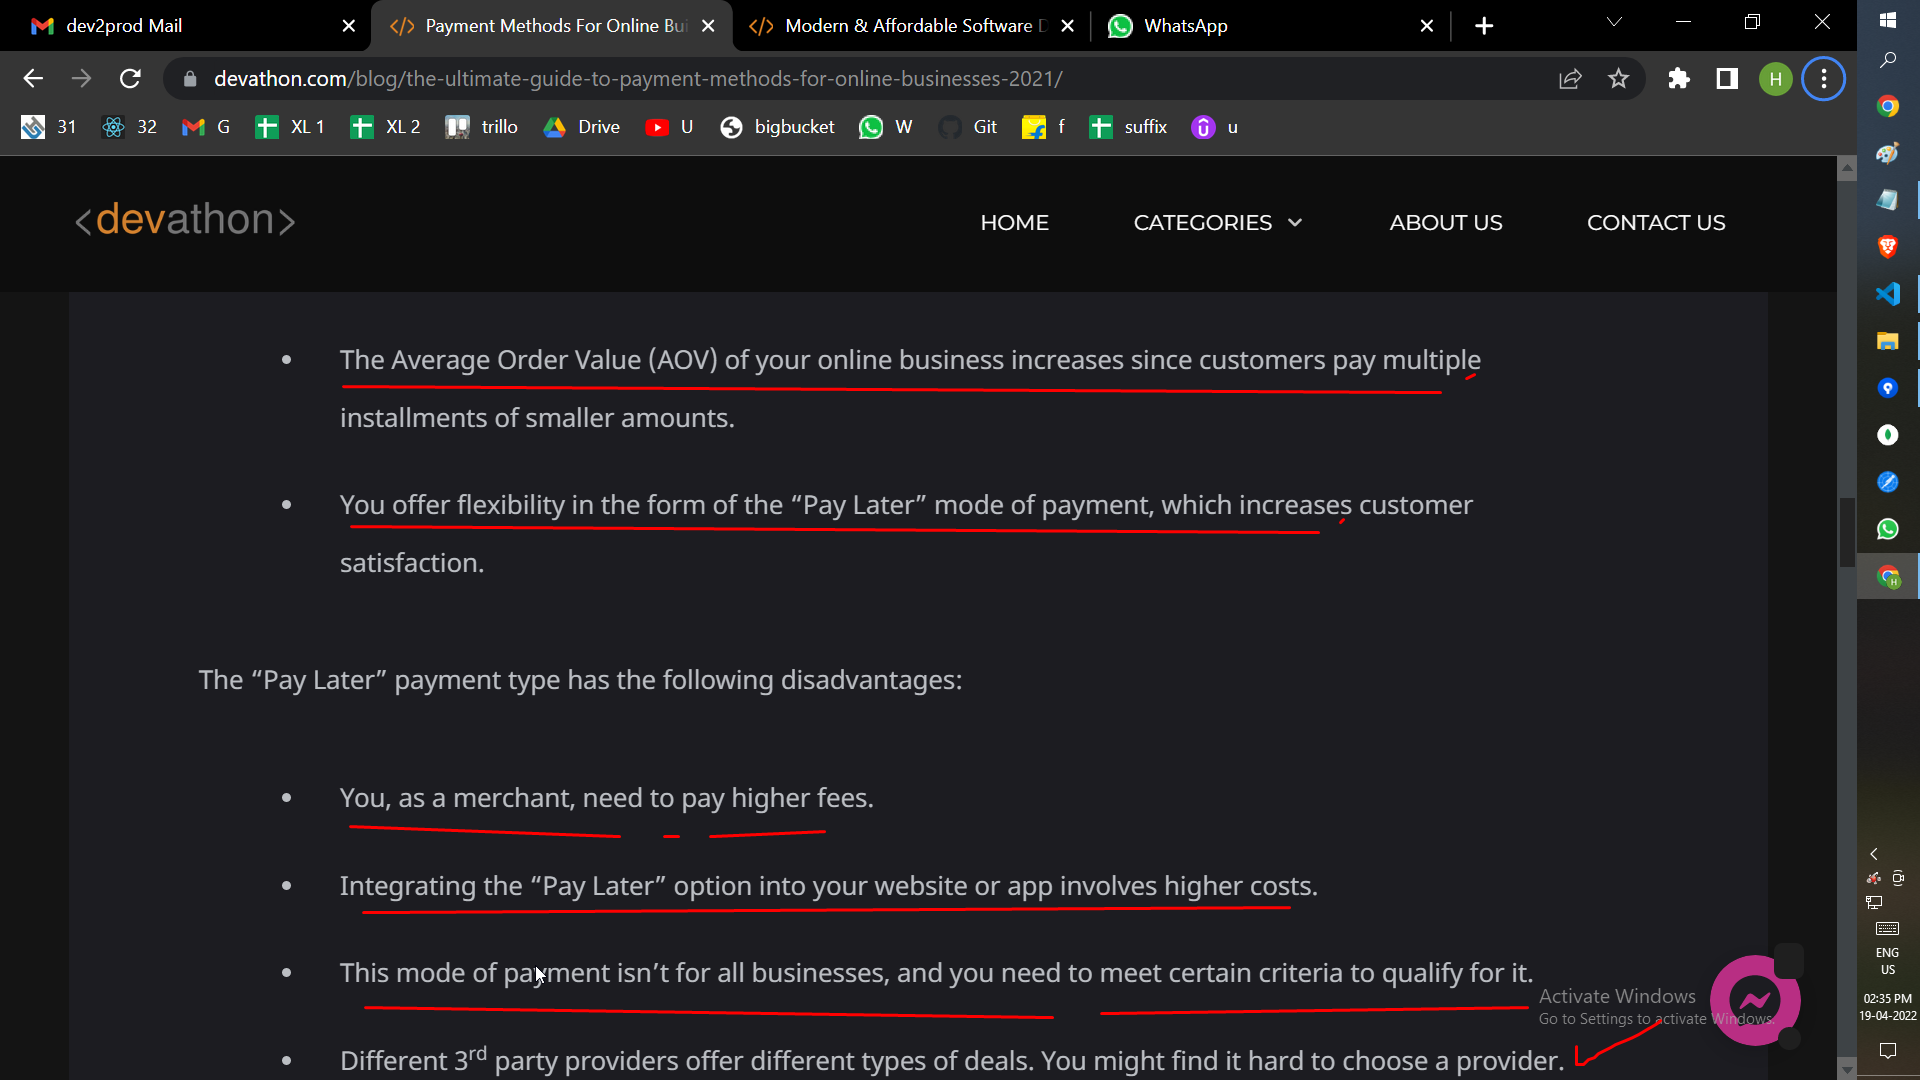 dev2prod Mail
Payment Methods For Online Bu
Modern & Affordable Software D
WhatsApp
devathon.com/blog/the-ultimate-guide-to-payment-methods-for-online-businesses-2021/
H
31
32
G
XL 1
XL 2
trillo
Drive
U
bigbucket
W
Git
f
suffix
u
<devathon>
HOME
CATEGORIES
ABOUT US
CONTACT US
• The Average Order Value (AOV) of your online business increases since customers pay multiple
installments of smaller amounts.
• You offer flexibility in the form of the “Pay Later” mode of payment, which increases customer
satisfaction.
The “Pay Later” payment type has the following disadvantages:
• You, as a merchant, need to pay higher fees.
• Integrating the “Pay Later” option into your website or app involves higher costs.
• This mode of payment isn’t for all businesses, and you need to meet certain criteria to qualify for it.
• Different 3rd party providers offer different types of deals. You might find it hard to choose a provider.
Activate Windows
Go to Settings to activate Windows.
ENG
US
02:35 PM
19-04-2022